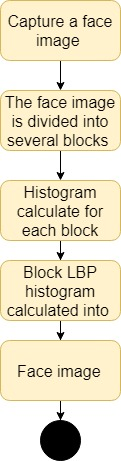 Capture a face
image
The face image
is divided into
several blocks
Histogram
calculate for
each block
Block LBP
histogram
calculated into
Face image